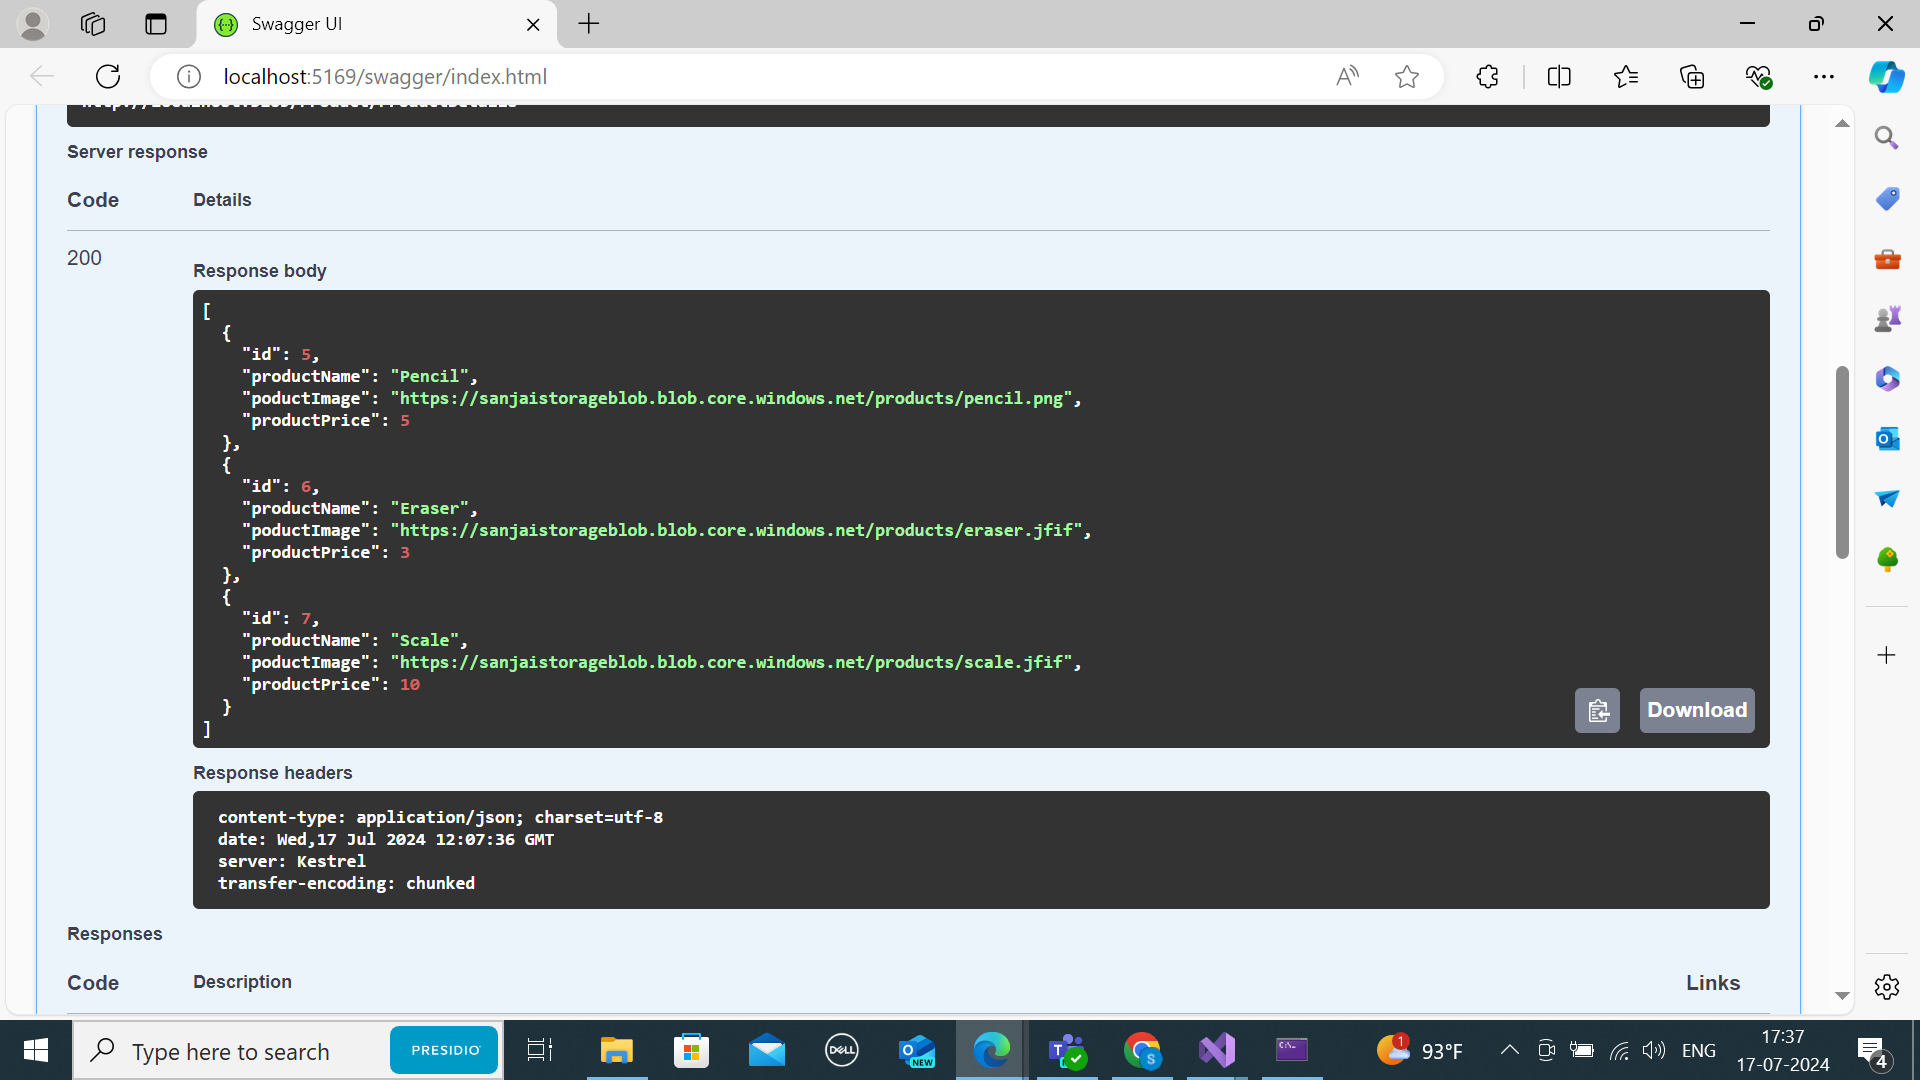 Swagger UI
localhost:5169/swagger/index.html
Server response
Code Details
200
Response body
[
{
"id": 5,
"productName": "Pencil",
"poductImage": "https://sanjaistorageblob.blob.core.windows.net/products/pencil.png",
"productPrice": 5
},
{
"id": 6,
"productName": "Eraser",
"poductImage": "https://sanjaistorageblob.blob.core.windows.net/products/eraser.jfif",
"productPrice": 3
},
{
"id": 7,
"productName": "Scale",
"poductImage": "https://sanjaistorageblob.blob.core.windows.net/products/scale.jfif",
"productPrice": 10
}
]
Download
Response headers
content-type: application/json; charset=utf-8
date: Wed,17 Jul 2024 12:07:36 GMT
server: Kestrel
transfer-encoding: chunked
Responses
Code Description Links
Type here to search
PRESIDIO
DELL
NEW
1
93°F
ENG
17:37
17-07-2024
4